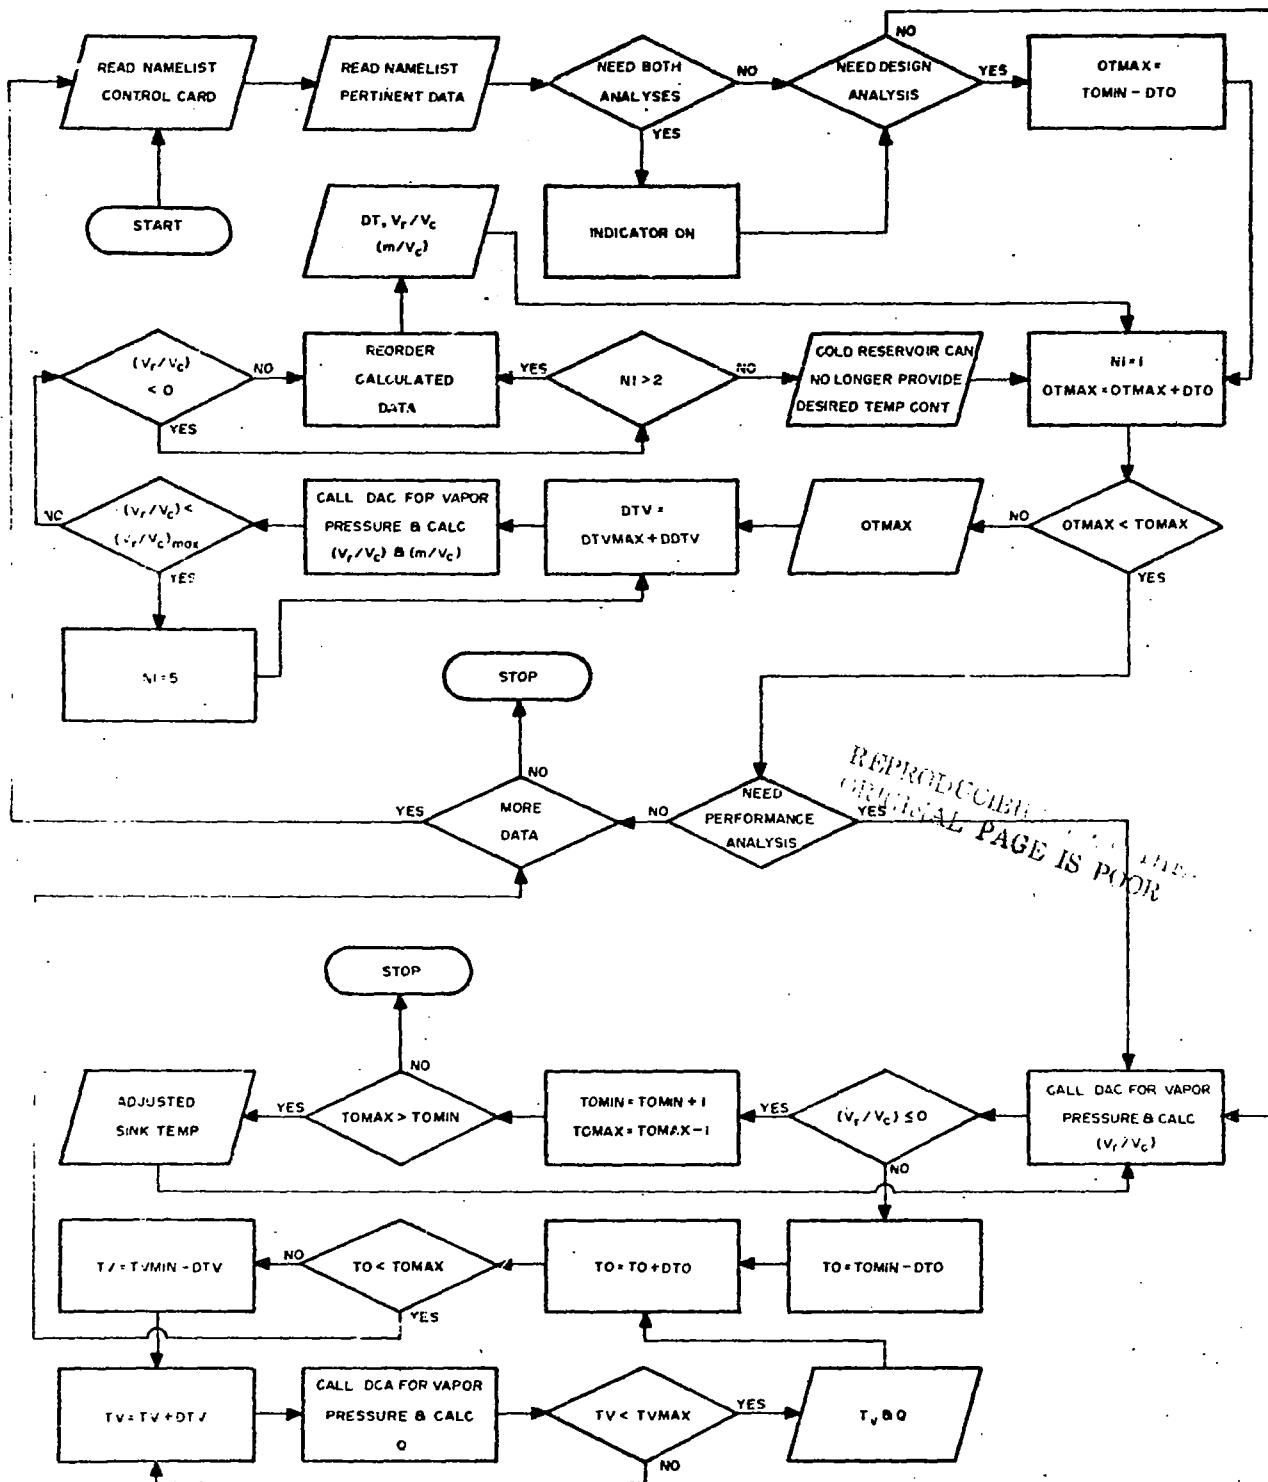 READ NAMELIST
CONTROL CARD
READ NAMELIST
PERTINENT DATA
NEED BOTH
ANALYSES
NO
YES
NEED DESIGN
ANALYSIS
NO
YES
OTMAX =
TOMIN - DTO
START
DT, Vr/Vc
(m/Vc)
INDICATOR ON
(Vr/Vc)
< 0
NO
YES
REORDER
CALCULATED
DATA
YES
NI > 2
NO
COLD RESERVOIR CAN
NO LONGER PROVIDE
DESIRED TEMP CONT
NI = 1
OTMAX = OTMAX + DTO
NO
(Vr/Vc) <
(Vr/Vc)max
YES
CALL DAC FOR VAPOR
PRESSURE & CALC
(Vr/Vc) & (m/Vc)
DTV =
DTVMAX + DDTV
OTMAX
NO
OTMAX < TOMAX
YES
NI = 5
STOP
NO
YES
MORE
DATA
NO
NEED
PERFORMANCE
ANALYSIS
YES
ORIGINAL PAGE IS POOR
STOP
NO
ADJUSTED
SINK TEMP
YES
TOMAX > TOMIN
TOMIN = TOMIN + 1
TOMAX = TOMAX - 1
YES
(Vr/Vc) ≤ 0
NO
CALL DAC FOR VAPOR
PRESSURE & CALC
(Vr/Vc)
TV = TVMIN - DTV
NO
TO < TOMAX
YES
TO = TO + DTO
TO = TOMIN - DTO
TV = TV + DTV
CALL DCA FOR VAPOR
PRESSURE & CALC
Q
TV < TVMAX
YES
NO
Tv & Q